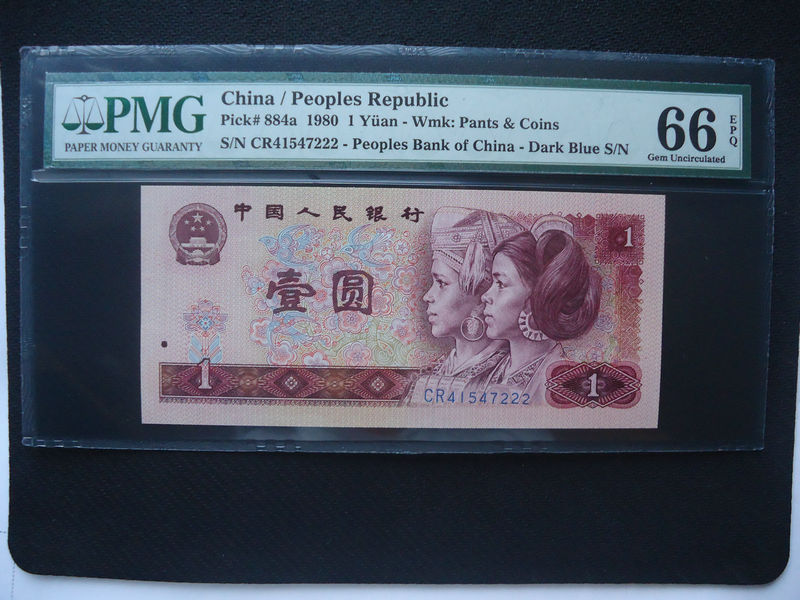 PMG
PAPER MONEY GUARANTY
China / Peoples Republic
Pick# 884a 1980 1 Yüan - Wmk: Pants & Coins
S/N CR41547222 - Peoples Bank of China - Dark Blue S/N
66
EPQ
Gem Uncirculated
中国人民银行
1
壹圆
1
CR41547222
1